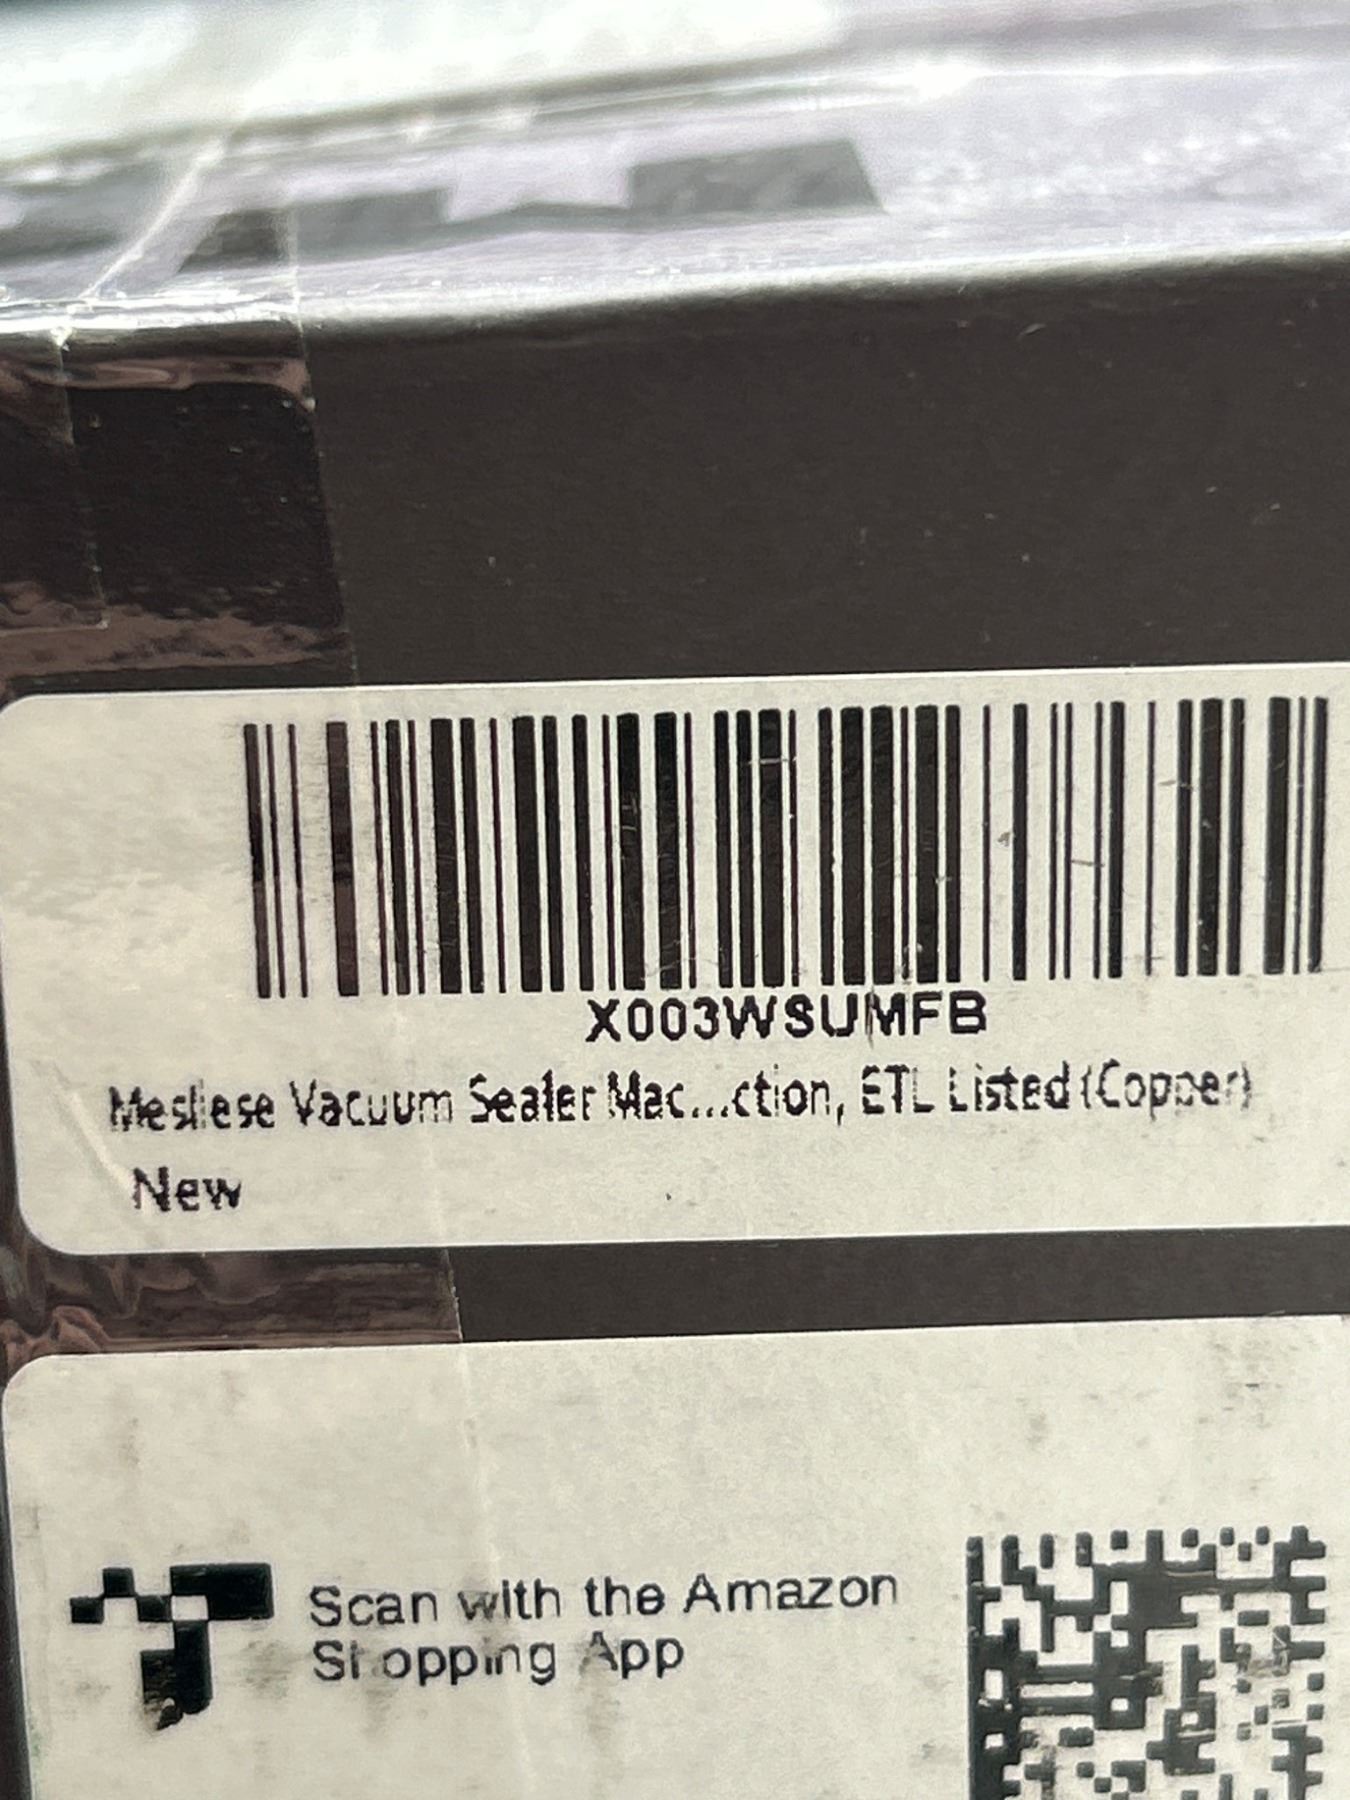 X003WSUMFB
Mesliese Vacuum Sealer Mac...ction, ETL Listed (Copper)
New
Scan with the Amazon
Shopping App